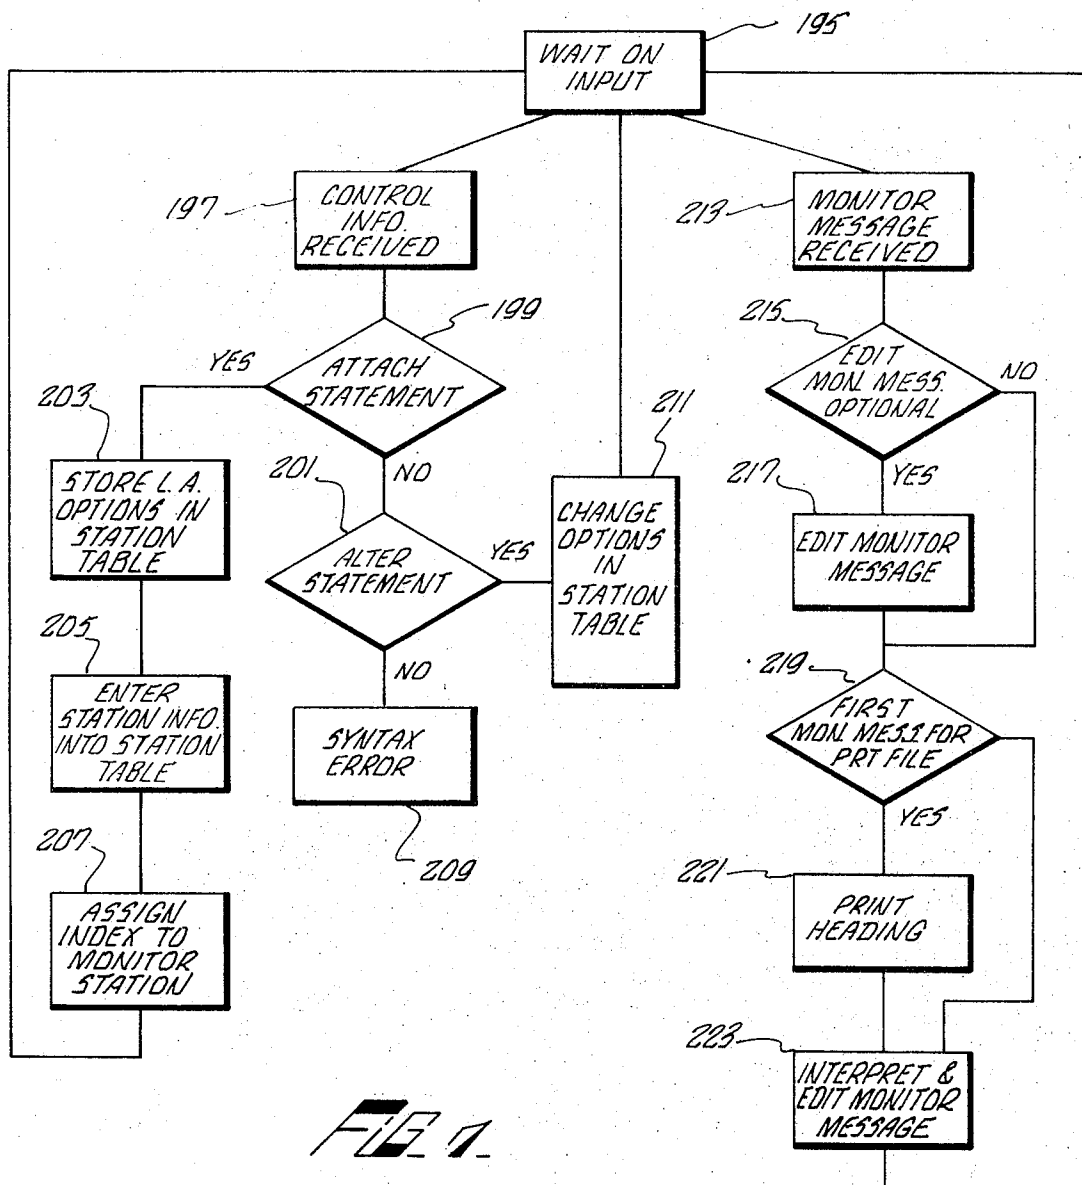 195
WAIT ON
INPUT
197
CONTROL
INFO.
RECEIVED
199
YES
ATTACH
STATEMENT
NO
203
STORE L.A.
OPTIONS IN
STATION
TABLE
201
ALTER
STATEMENT
YES
NO
211
CHANGE
OPTIONS
IN
STATION
TABLE
205
ENTER
STATION INFO.
INTO STATION
TABLE
SYNTAX
ERROR
209
207
ASSIGN
INDEX TO
MONITOR
STATION
213
MONITOR
MESSAGE
RECEIVED
215
EDIT
MON. MESS.
OPTIONAL
NO
YES
217
EDIT MONITOR
MESSAGE
219
FIRST
MON. MESS. FOR
PRT FILE
YES
221
PRINT
HEADING
223
INTERPRET &
EDIT MONITOR
MESSAGE
FIG. 7.